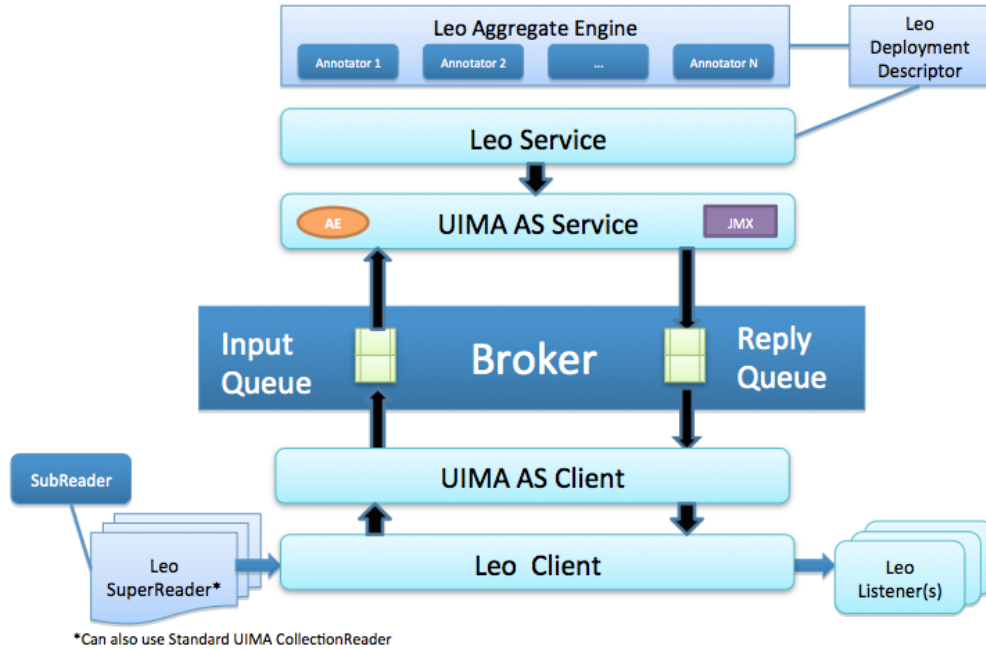 Leo Aggregate Engine
Annotator 1
Annotator 2
...
Annotator N
Leo
Deployment
Descriptor
Leo Service
AE
UIMA AS Service
JMX
Input
Queue
Broker
Reply
Queue
UIMA AS Client
SubReader
Leo
SuperReader*
Leo  Client
Leo
Listener(s)
*Can also use Standard UIMA CollectionReader